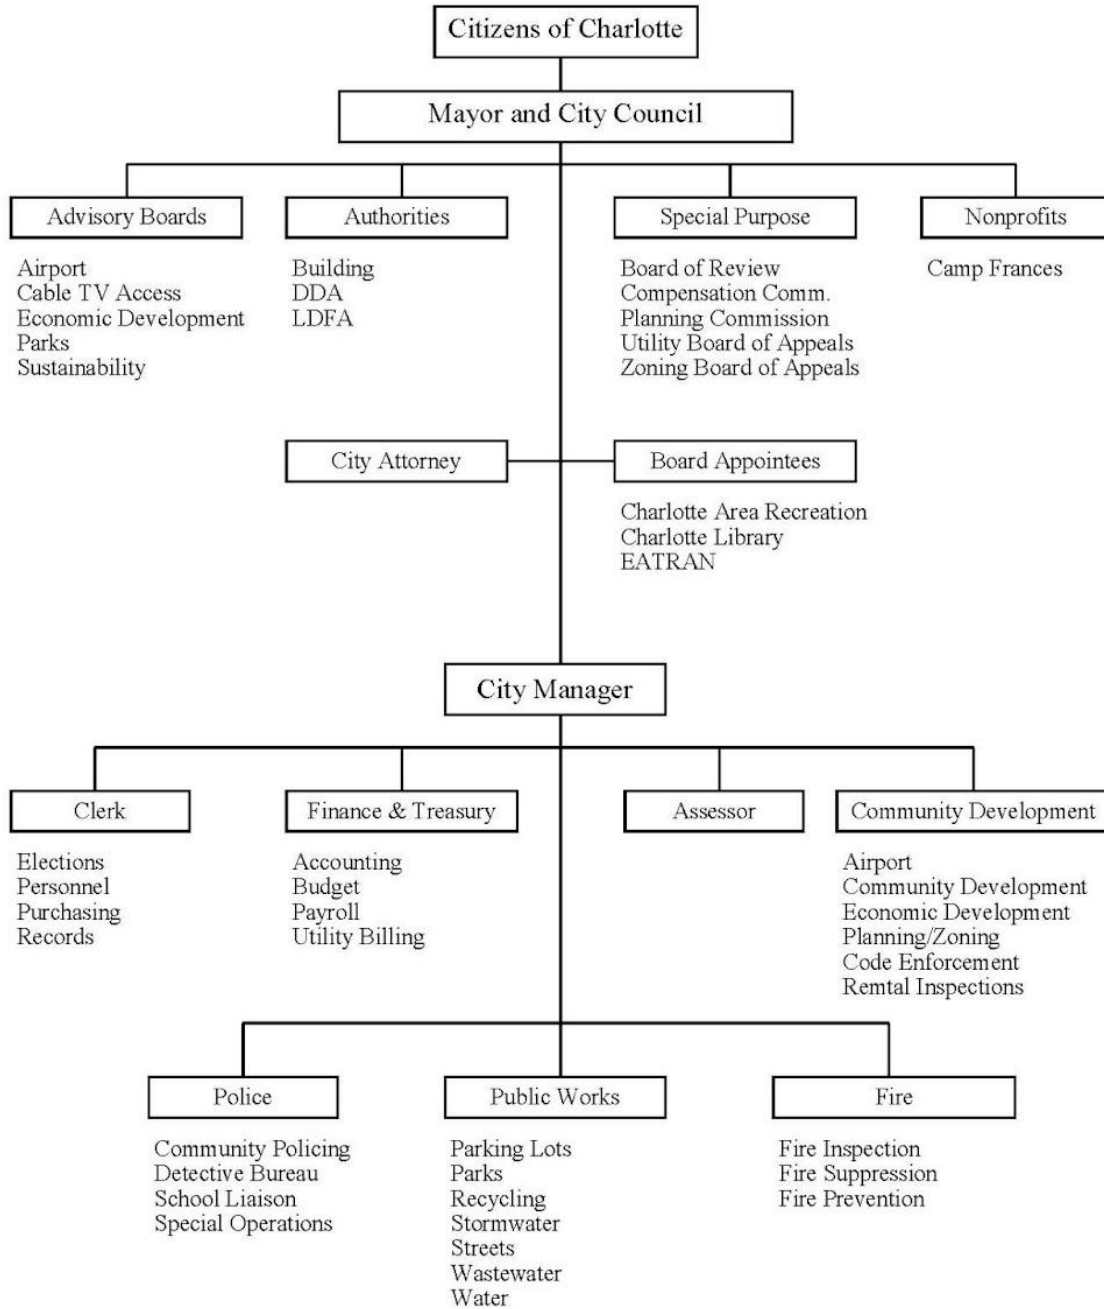 Citizens of Charlotte
Mayor and City Council
Advisory Boards
Airport
Cable TV Access
Economic Development
Parks
Sustainability
Authorities
Building
DDA
LDFA
Special Purpose
Board of Review
Compensation Comm.
Planning Commission
Utility Board of Appeals
Zoning Board of Appeals
Nonprofits
Camp Frances
City Attorney
Board Appointees
Charlotte Area Recreation
Charlotte Library
EATRAN
City Manager
Clerk
Elections
Personnel
Purchasing
Records
Finance & Treasury
Accounting
Budget
Payroll
Utility Billing
Assessor
Community Development
Airport
Community Development
Economic Development
Planning/Zoning
Code Enforcement
Remtal Inspections
Police
Community Policing
Detective Bureau
School Liaison
Special Operations
Public Works
Parking Lots
Parks
Recycling
Stormwater
Streets
Wastewater
Water
Fire
Fire Inspection
Fire Suppression
Fire Prevention